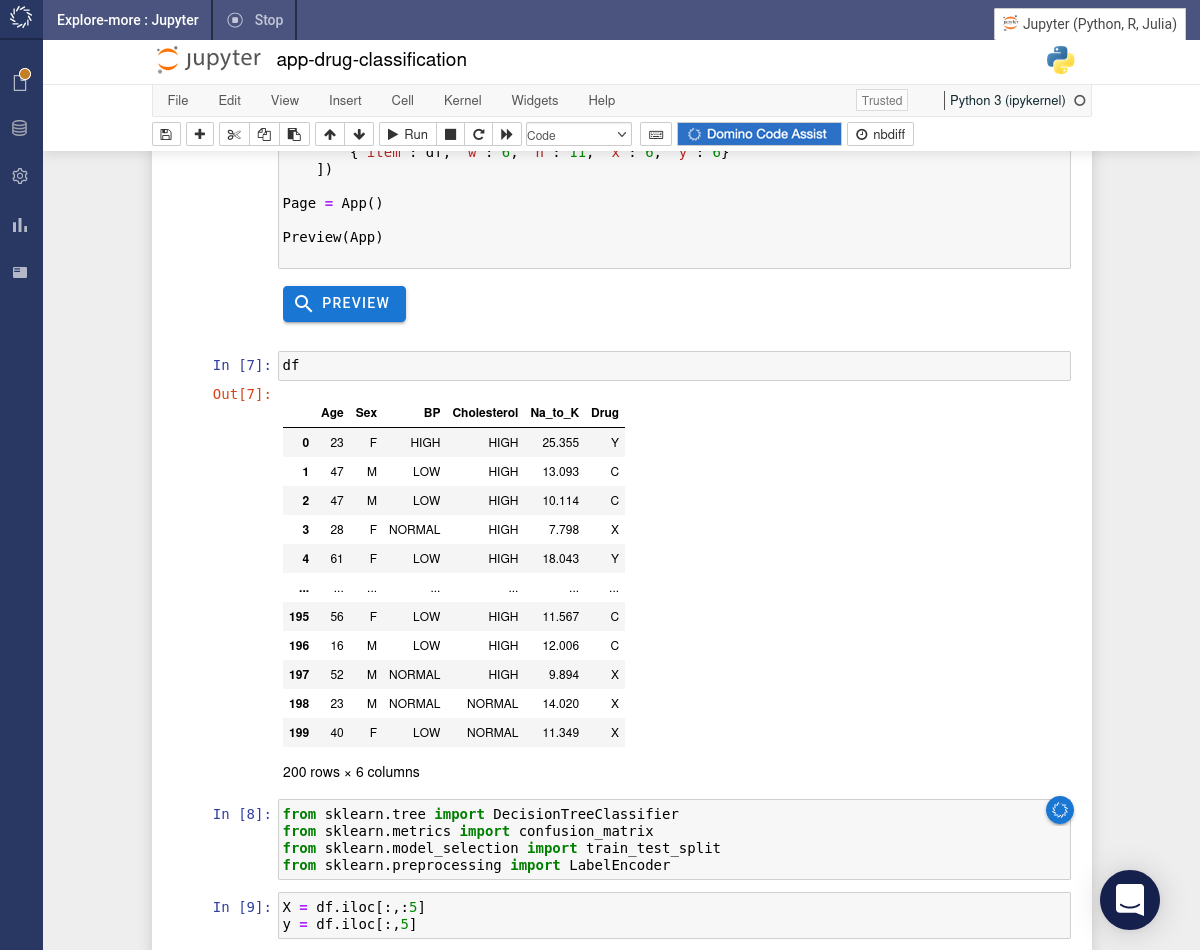 Explore-more : Jupyter
Stop
Jupyter (Python, R, Julia)
jupyter
app-drug-classification
File Edit View Insert Cell Kernel Widgets Help
Trusted
Python 3 (ipykernel)
Run
Code
Domino Code Assist
nbdiff
])
Page = App()
Preview(App)
PREVIEW
In [7]: df
Out[7]:
Age Sex BP Cholesterol Na_to_K Drug
0 23 F HIGH HIGH 25.355 Y
1 47 M LOW HIGH 13.093 C
2 47 M LOW HIGH 10.114 C
3 28 F NORMAL HIGH 7.798 X
4 61 F LOW HIGH 18.043 Y
... ... ... ... ... ... ...
195 56 F LOW HIGH 11.567 C
196 16 M LOW HIGH 12.006 C
197 52 M NORMAL HIGH 9.894 X
198 23 M NORMAL NORMAL 14.020 X
199 40 F LOW NORMAL 11.349 X
200 rows × 6 columns
In [8]: from sklearn.tree import DecisionTreeClassifier
from sklearn.metrics import confusion_matrix
from sklearn.model_selection import train_test_split
from sklearn.preprocessing import LabelEncoder
In [9]: X = df.iloc[:,:5]
y = df.iloc[:,5]